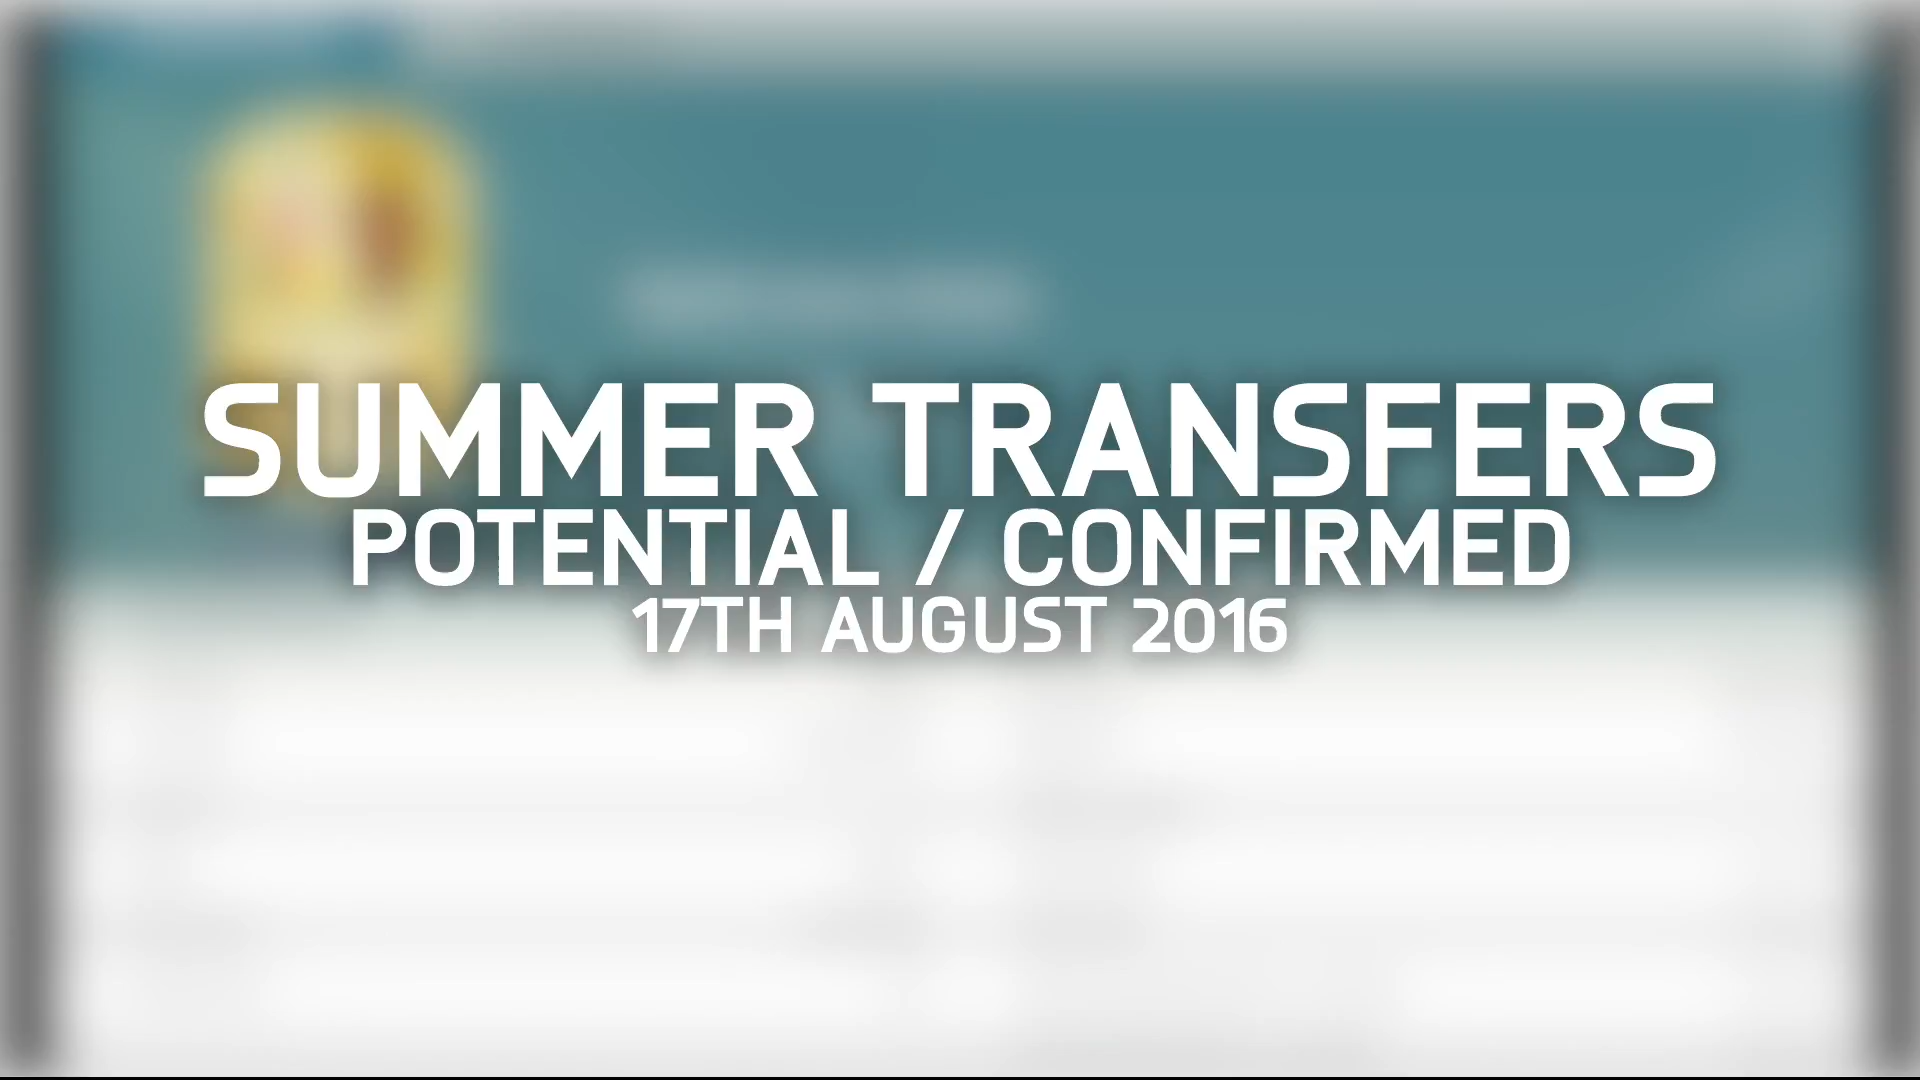 SUMMER TRANSFERS
POTENTIAL / CONFIRMED
17TH AUGUST 2016